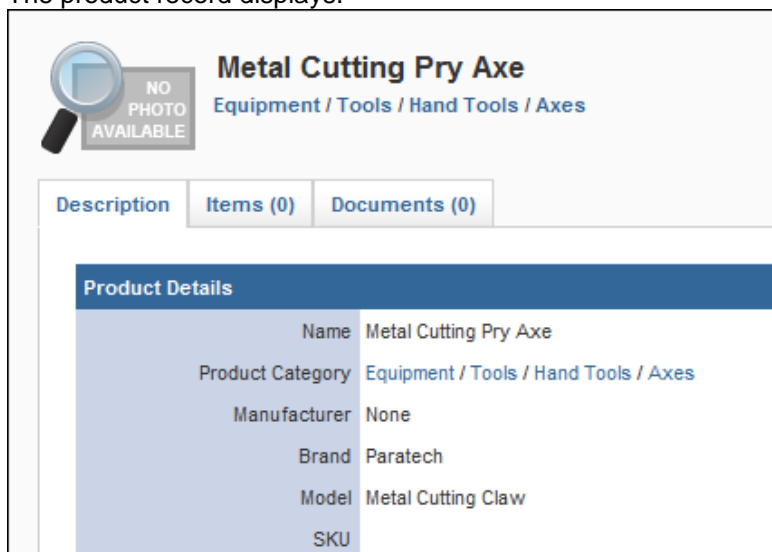 The product record displays.
NO
PHOTO
AVAILABLE
Metal Cutting Pry Axe
Equipment / Tools / Hand Tools / Axes
Description
Items (0)
Documents (0)
Product Details
Name Metal Cutting Pry Axe
Product Category Equipment / Tools / Hand Tools / Axes
Manufacturer None
Brand Paratech
Model Metal Cutting Claw
SKU